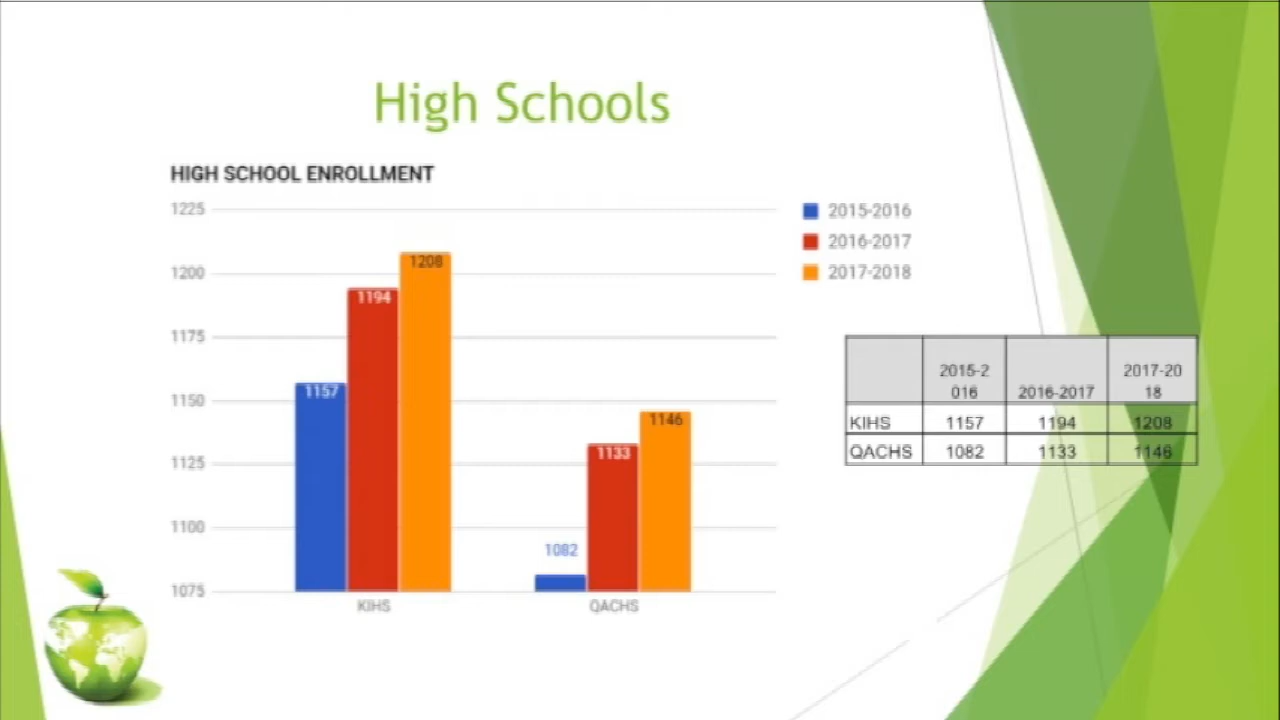 High Schools
HIGH SCHOOL ENROLLMENT
1225
1200
1175
1150
1125
1100
1075
1157
1194
1208
1082
1133
1146
KIHS
QACHS
2015-2016
2016-2017
2017-2018
2015-2
016 2016-2017 2017-20
18
KIHS 1157 1194 1208
QACHS 1082 1133 1146